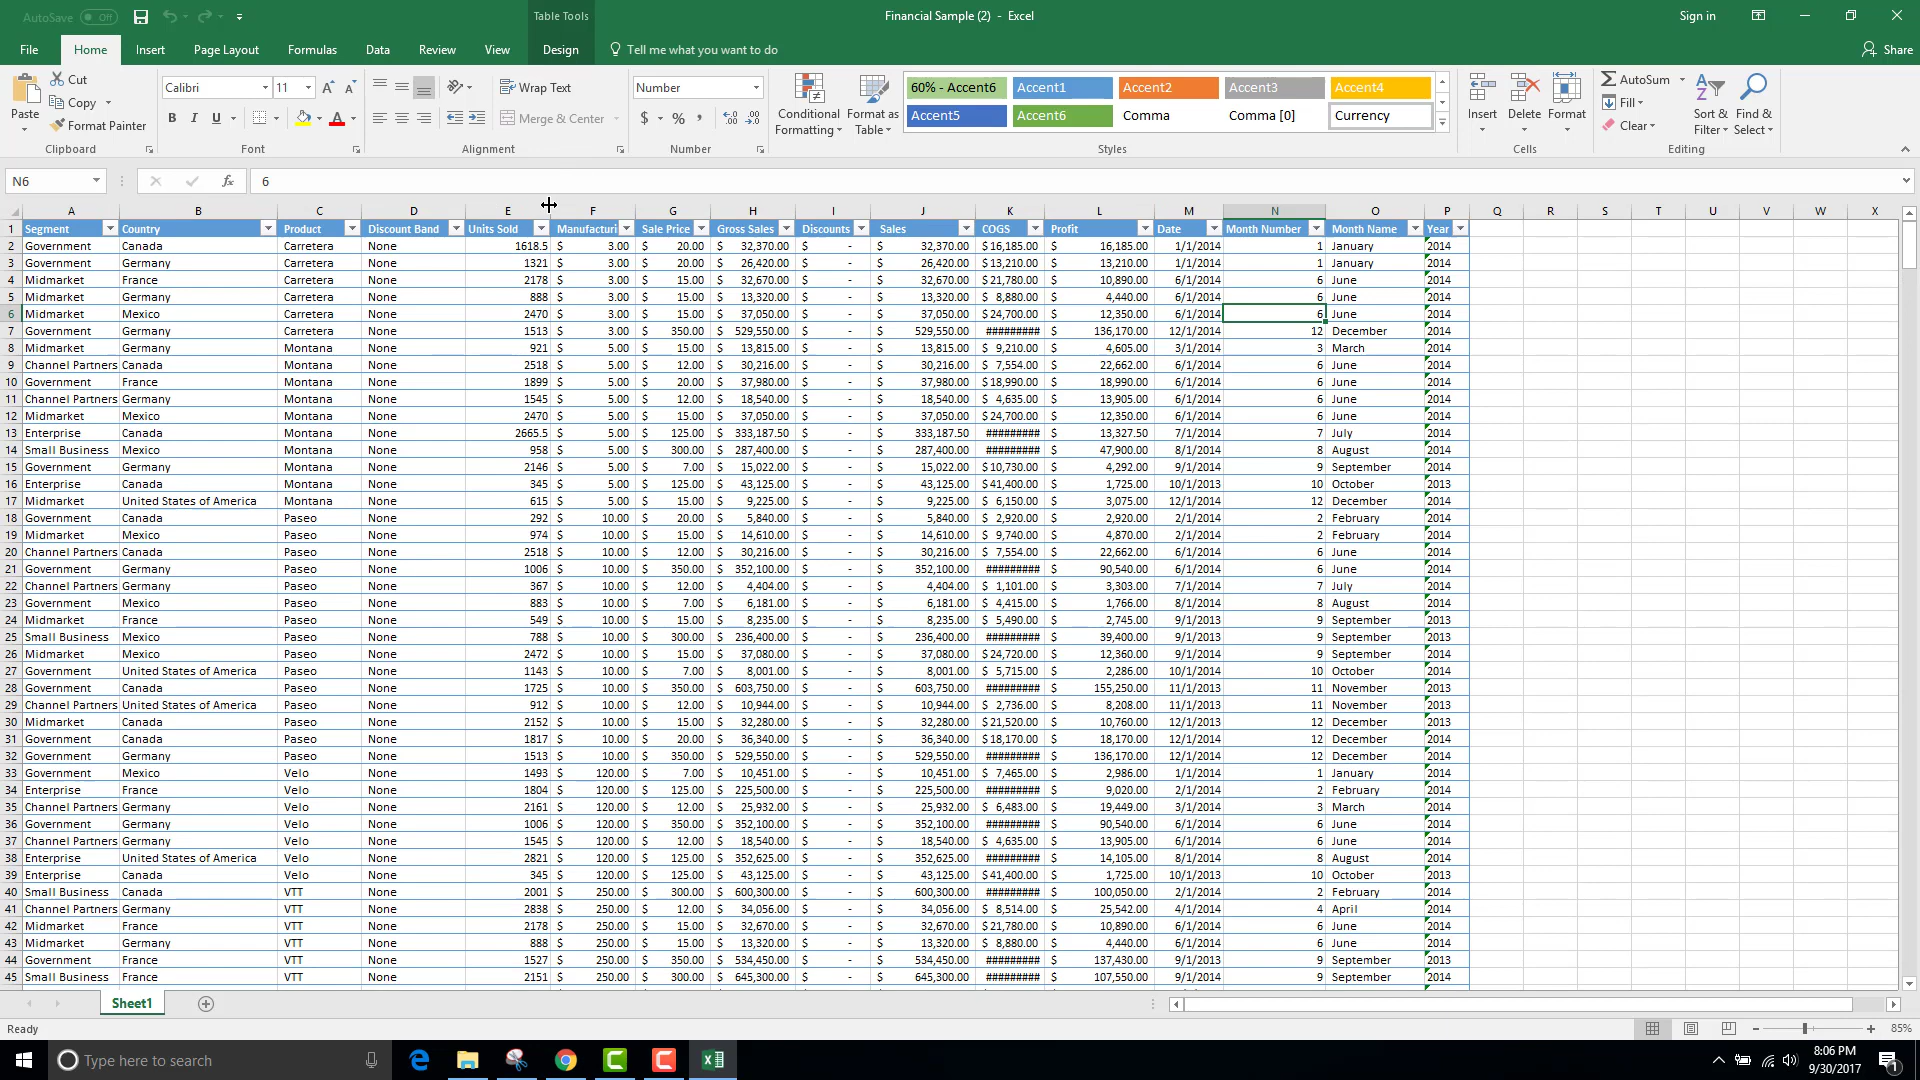 AutoSave Off Table Tools Financial Sample (2) - Excel Sign in
File Home Insert Page Layout Formulas Data Review View Design Tell me what you want to do Share
Paste Cut Copy Format Painter Clipboard
Calibri 11 B I U Font
Wrap Text Merge & Center Alignment
Number $ % , Number
Conditional Formatting Format as Table
60% - Accent6 Accent1 Accent2 Accent3 Accent4
Accent5 Accent6 Comma Comma [0] Currency
Styles
Insert Delete Format Cells
AutoSum Fill Clear Sort & Filter Find & Select Editing
N6 fx 6
A B C D E F G H I J K L M N O P Q R S T U V W X
1 Segment Country Product Discount Band Units Sold Manufacturi Sale Price Gross Sales Discounts Sales COGS Profit Date Month Number Month Name Year
2 Government Canada Carretera None 1618.5 $ 3.00 $ 20.00 $ 32,370.00 $ - $ 32,370.00 $ 16,185.00 $ 16,185.00 1/1/2014 1 January 2014
3 Government Germany Carretera None 1321 $ 3.00 $ 20.00 $ 26,420.00 $ - $ 26,420.00 $ 13,210.00 $ 13,210.00 1/1/2014 1 January 2014
4 Midmarket France Carretera None 2178 $ 3.00 $ 15.00 $ 32,670.00 $ - $ 32,670.00 $ 21,780.00 $ 10,890.00 6/1/2014 6 June 2014
5 Midmarket Germany Carretera None 888 $ 3.00 $ 15.00 $ 13,320.00 $ - $ 13,320.00 $ 8,880.00 $ 4,440.00 6/1/2014 6 June 2014
6 Midmarket Mexico Carretera None 2470 $ 3.00 $ 15.00 $ 37,050.00 $ - $ 37,050.00 $ 24,700.00 $ 12,350.00 6/1/2014 6 June 2014
7 Government Germany Carretera None 1513 $ 3.00 $ 350.00 $ 529,550.00 $ - $ 529,550.00 ######### $ 136,170.00 12/1/2014 12 December 2014
8 Midmarket Germany Montana None 921 $ 5.00 $ 15.00 $ 13,815.00 $ - $ 13,815.00 $ 9,210.00 $ 4,605.00 3/1/2014 3 March 2014
9 Channel Partners Canada Montana None 2518 $ 5.00 $ 12.00 $ 30,216.00 $ - $ 30,216.00 $ 7,554.00 $ 22,662.00 6/1/2014 6 June 2014
10 Government France Montana None 1899 $ 5.00 $ 20.00 $ 37,980.00 $ - $ 37,980.00 $ 18,990.00 $ 18,990.00 6/1/2014 6 June 2014
11 Channel Partners Germany Montana None 1545 $ 5.00 $ 12.00 $ 18,540.00 $ - $ 18,540.00 $ 4,635.00 $ 13,905.00 6/1/2014 6 June 2014
12 Midmarket Mexico Montana None 2470 $ 5.00 $ 15.00 $ 37,050.00 $ - $ 37,050.00 $ 24,700.00 $ 12,350.00 6/1/2014 6 June 2014
13 Enterprise Canada Montana None 2665.5 $ 5.00 $ 125.00 $ 333,187.50 $ - $ 333,187.50 ######### $ 13,327.50 7/1/2014 7 July 2014
14 Small Business Mexico Montana None 958 $ 5.00 $ 300.00 $ 287,400.00 $ - $ 287,400.00 ######### $ 47,900.00 8/1/2014 8 August 2014
15 Government Germany Montana None 2146 $ 5.00 $ 7.00 $ 15,022.00 $ - $ 15,022.00 $ 10,730.00 $ 4,292.00 9/1/2014 9 September 2014
16 Enterprise Canada Montana None 345 $ 5.00 $ 125.00 $ 43,125.00 $ - $ 43,125.00 $ 41,400.00 $ 1,725.00 10/1/2013 10 October 2013
17 Midmarket United States of America Montana None 615 $ 5.00 $ 15.00 $ 9,225.00 $ - $ 9,225.00 $ 6,150.00 $ 3,075.00 12/1/2014 12 December 2014
18 Government Canada Paseo None 292 $ 10.00 $ 20.00 $ 5,840.00 $ - $ 5,840.00 $ 2,920.00 $ 2,920.00 2/1/2014 2 February 2014
19 Midmarket Mexico Paseo None 974 $ 10.00 $ 15.00 $ 14,610.00 $ - $ 14,610.00 $ 9,740.00 $ 4,870.00 2/1/2014 2 February 2014
20 Channel Partners Canada Paseo None 2518 $ 10.00 $ 12.00 $ 30,216.00 $ - $ 30,216.00 $ 7,554.00 $ 22,662.00 6/1/2014 6 June 2014
21 Government Germany Paseo None 1006 $ 10.00 $ 350.00 $ 352,100.00 $ - $ 352,100.00 ######### $ 90,540.00 6/1/2014 6 June 2014
22 Channel Partners Germany Paseo None 367 $ 10.00 $ 12.00 $ 4,404.00 $ - $ 4,404.00 $ 1,101.00 $ 3,303.00 7/1/2014 7 July 2014
23 Government Mexico Paseo None 883 $ 10.00 $ 7.00 $ 6,181.00 $ - $ 6,181.00 $ 4,415.00 $ 1,766.00 8/1/2014 8 August 2014
24 Midmarket France Paseo None 549 $ 10.00 $ 15.00 $ 8,235.00 $ - $ 8,235.00 $ 5,490.00 $ 2,745.00 9/1/2013 9 September 2013
25 Small Business Mexico Paseo None 788 $ 10.00 $ 300.00 $ 236,400.00 $ - $ 236,400.00 ######### $ 39,400.00 9/1/2013 9 September 2013
26 Midmarket Mexico Paseo None 2472 $ 10.00 $ 15.00 $ 37,080.00 $ - $ 37,080.00 $ 24,720.00 $ 12,360.00 9/1/2014 9 September 2014
27 Government United States of America Paseo None 1143 $ 10.00 $ 7.00 $ 8,001.00 $ - $ 8,001.00 $ 5,715.00 $ 2,286.00 10/1/2014 10 October 2014
28 Government Canada Paseo None 1725 $ 10.00 $ 350.00 $ 603,750.00 $ - $ 603,750.00 ######### $ 155,250.00 11/1/2013 11 November 2013
29 Channel Partners United States of America Paseo None 912 $ 10.00 $ 12.00 $ 10,944.00 $ - $ 10,944.00 $ 2,736.00 $ 8,208.00 11/1/2013 11 November 2013
30 Midmarket Canada Paseo None 2152 $ 10.00 $ 15.00 $ 32,280.00 $ - $ 32,280.00 $ 21,520.00 $ 10,760.00 12/1/2013 12 December 2013
31 Government Canada Paseo None 1817 $ 10.00 $ 20.00 $ 36,340.00 $ - $ 36,340.00 $ 18,170.00 $ 18,170.00 12/1/2014 12 December 2014
32 Government Germany Paseo None 1513 $ 10.00 $ 350.00 $ 529,550.00 $ - $ 529,550.00 ######### $ 136,170.00 12/1/2014 12 December 2014
33 Government Mexico Velo None 1493 $ 120.00 $ 7.00 $ 10,451.00 $ - $ 10,451.00 $ 7,465.00 $ 2,986.00 1/1/2014 1 January 2014
34 Enterprise France Velo None 1804 $ 120.00 $ 125.00 $ 225,500.00 $ - $ 225,500.00 ######### $ 9,020.00 2/1/2014 2 February 2014
35 Channel Partners Germany Velo None 2161 $ 120.00 $ 12.00 $ 25,932.00 $ - $ 25,932.00 $ 6,483.00 $ 19,449.00 3/1/2014 3 March 2014
36 Government Germany Velo None 1006 $ 120.00 $ 350.00 $ 352,100.00 $ - $ 352,100.00 ######### $ 90,540.00 6/1/2014 6 June 2014
37 Channel Partners Germany Velo None 1545 $ 120.00 $ 12.00 $ 18,540.00 $ - $ 18,540.00 $ 4,635.00 $ 13,905.00 6/1/2014 6 June 2014
38 Enterprise United States of America Velo None 2821 $ 120.00 $ 125.00 $ 352,625.00 $ - $ 352,625.00 ######### $ 14,105.00 8/1/2014 8 August 2014
39 Enterprise Canada Velo None 345 $ 120.00 $ 125.00 $ 43,125.00 $ - $ 43,125.00 $ 41,400.00 $ 1,725.00 10/1/2013 10 October 2013
40 Small Business Canada VTT None 2001 $ 250.00 $ 300.00 $ 600,300.00 $ - $ 600,300.00 ######### $ 100,050.00 2/1/2014 2 February 2014
41 Channel Partners Germany VTT None 2838 $ 250.00 $ 12.00 $ 34,056.00 $ - $ 34,056.00 $ 8,514.00 $ 25,542.00 4/1/2014 4 April 2014
42 Midmarket France VTT None 2178 $ 250.00 $ 15.00 $ 32,670.00 $ - $ 32,670.00 $ 21,780.00 $ 10,890.00 6/1/2014 6 June 2014
43 Midmarket Germany VTT None 888 $ 250.00 $ 15.00 $ 13,320.00 $ - $ 13,320.00 $ 8,880.00 $ 4,440.00 6/1/2014 6 June 2014
44 Government France VTT None 1527 $ 250.00 $ 350.00 $ 534,450.00 $ - $ 534,450.00 ######### $ 137,430.00 9/1/2013 9 September 2013
45 Small Business France VTT None 2151 $ 250.00 $ 300.00 $ 645,300.00 $ - $ 645,300.00 ######### $ 107,550.00 9/1/2014 9 September 2014
Sheet1
Ready 85%
Type here to search 8:06 PM
9/30/2017 1